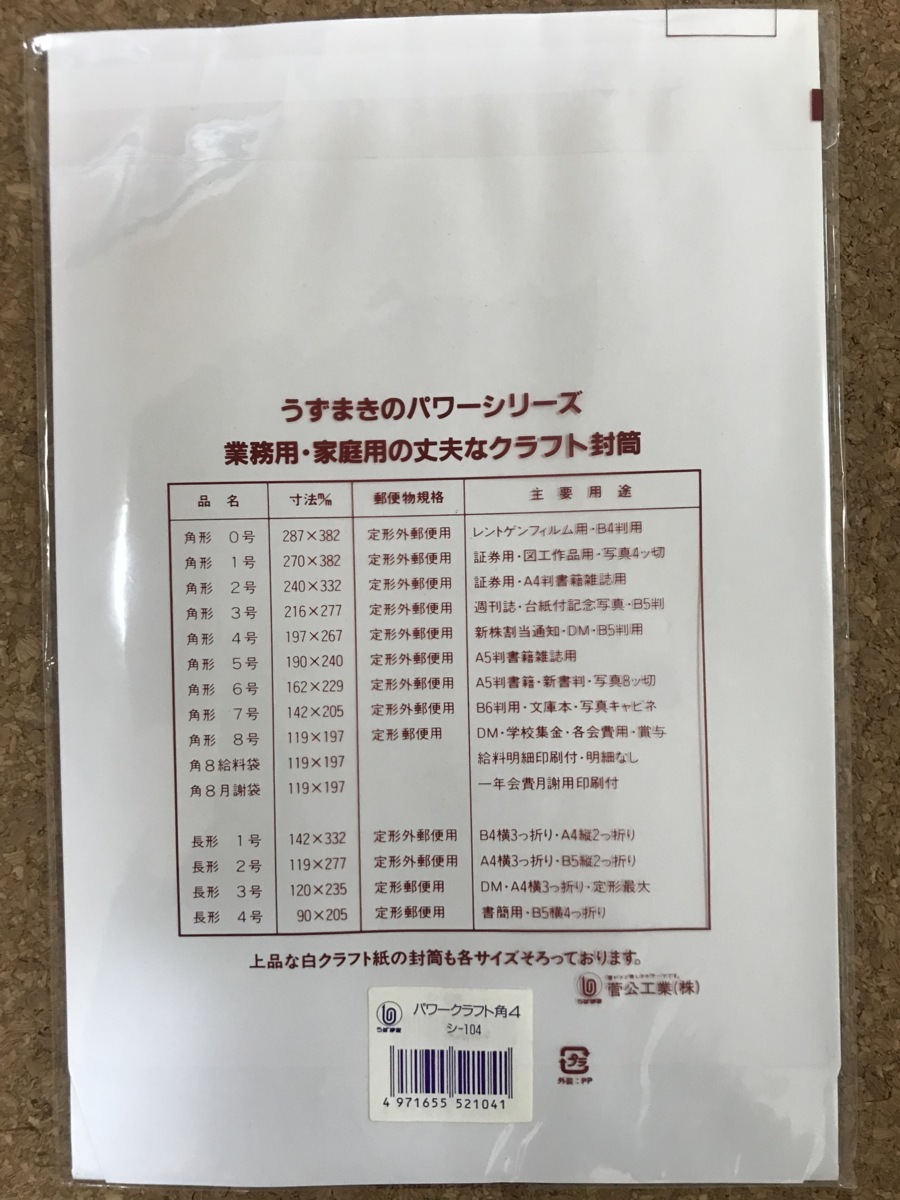 うずまきのパワーシリーズ
業務用・家庭用の丈夫なクラフト封筒
品 名 寸法m/m 郵便物規格 主 要 用 途
角形 0号 287×382 定形外郵便用 レントゲンフィルム用・B4判用
角形 1号 270×382 定形外郵便用 証券用・図工作品用・写真4ッ切
角形 2号 240×332 定形外郵便用 証券用・A4判書籍雑誌用
角形 3号 216×277 定形外郵便用 週刊誌・台紙付記念写真・B5判
角形 4号 197×267 定形外郵便用 新株割当通知・DM・B5判用
角形 5号 190×240 定形外郵便用 A5判書籍雑誌用
角形 6号 162×229 定形外郵便用 A5判書籍・新書判・写真8ッ切
角形 7号 142×205 定形外郵便用 B6判用・文庫本・写真キャビネ
角形 8号 119×197 定形郵便用 DM・学校集金・各会費用・賞与
角8給料袋 119×197 給料明細印刷付・明細なし
角8月謝袋 119×197 一年会費月謝用印刷付
長形 1号 142×332 定形外郵便用 B4横3っ折り・A4縦2っ折り
長形 2号 119×277 定形外郵便用 A4横3っ折り・B5縦2っ折り
長形 3号 120×235 定形郵便用 DM・A4横3っ折り・定形最大
長形 4号 90×205 定形郵便用 書簡用・B5横4っ折り
上品な白クラフト紙の封筒も各サイズそろっております。
菅公工業(株)
うずまき
パワークラフト角4
シ-104
4 971655 521041
プラ
外装:PP